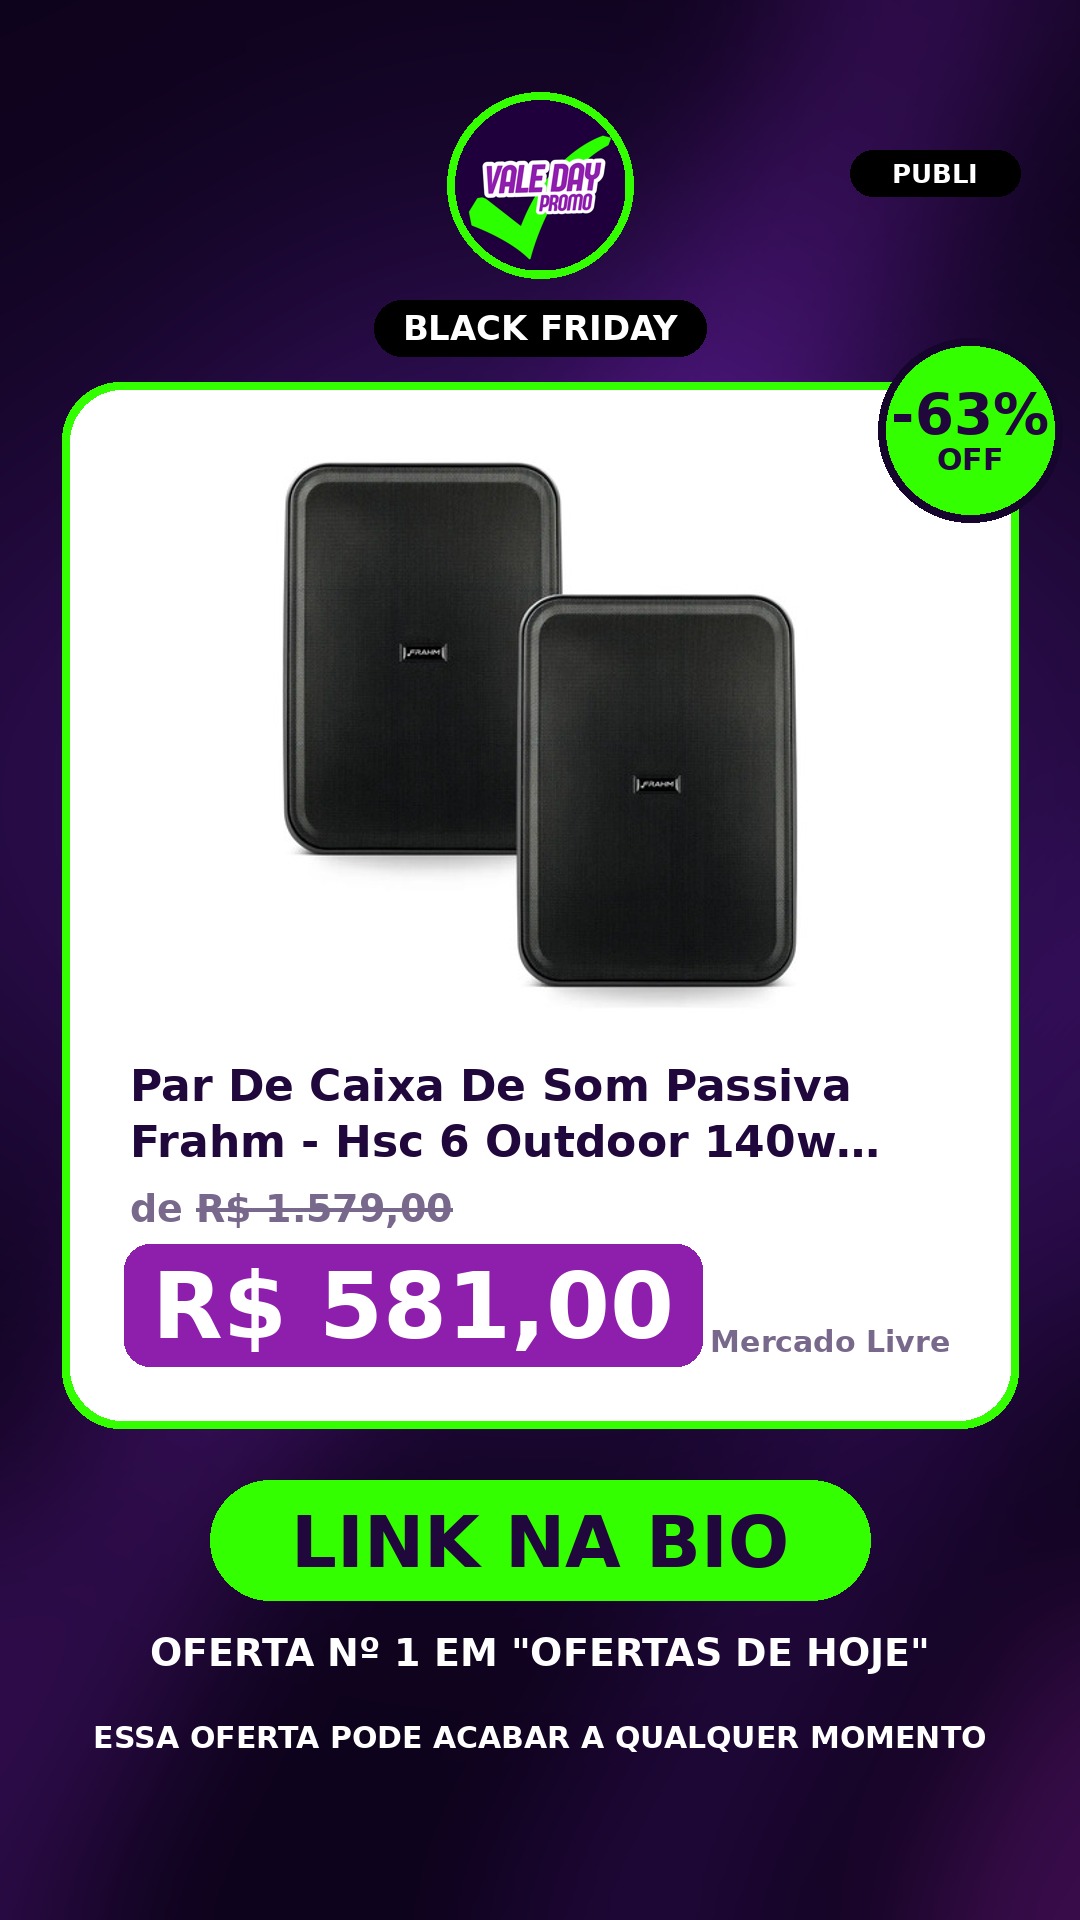 VALE DAY
PROMO
PUBLI
BLACK FRIDAY
-63%
OFF
FRAHM
FRAHM
Par De Caixa De Som Passiva
Frahm - Hsc 6 Outdoor 140w...
de R$ 1.579,00
R$ 581,00
Mercado Livre
LINK NA BIO
OFERTA Nº 1 EM "OFERTAS DE HOJE"
ESSA OFERTA PODE ACABAR A QUALQUER MOMENTO